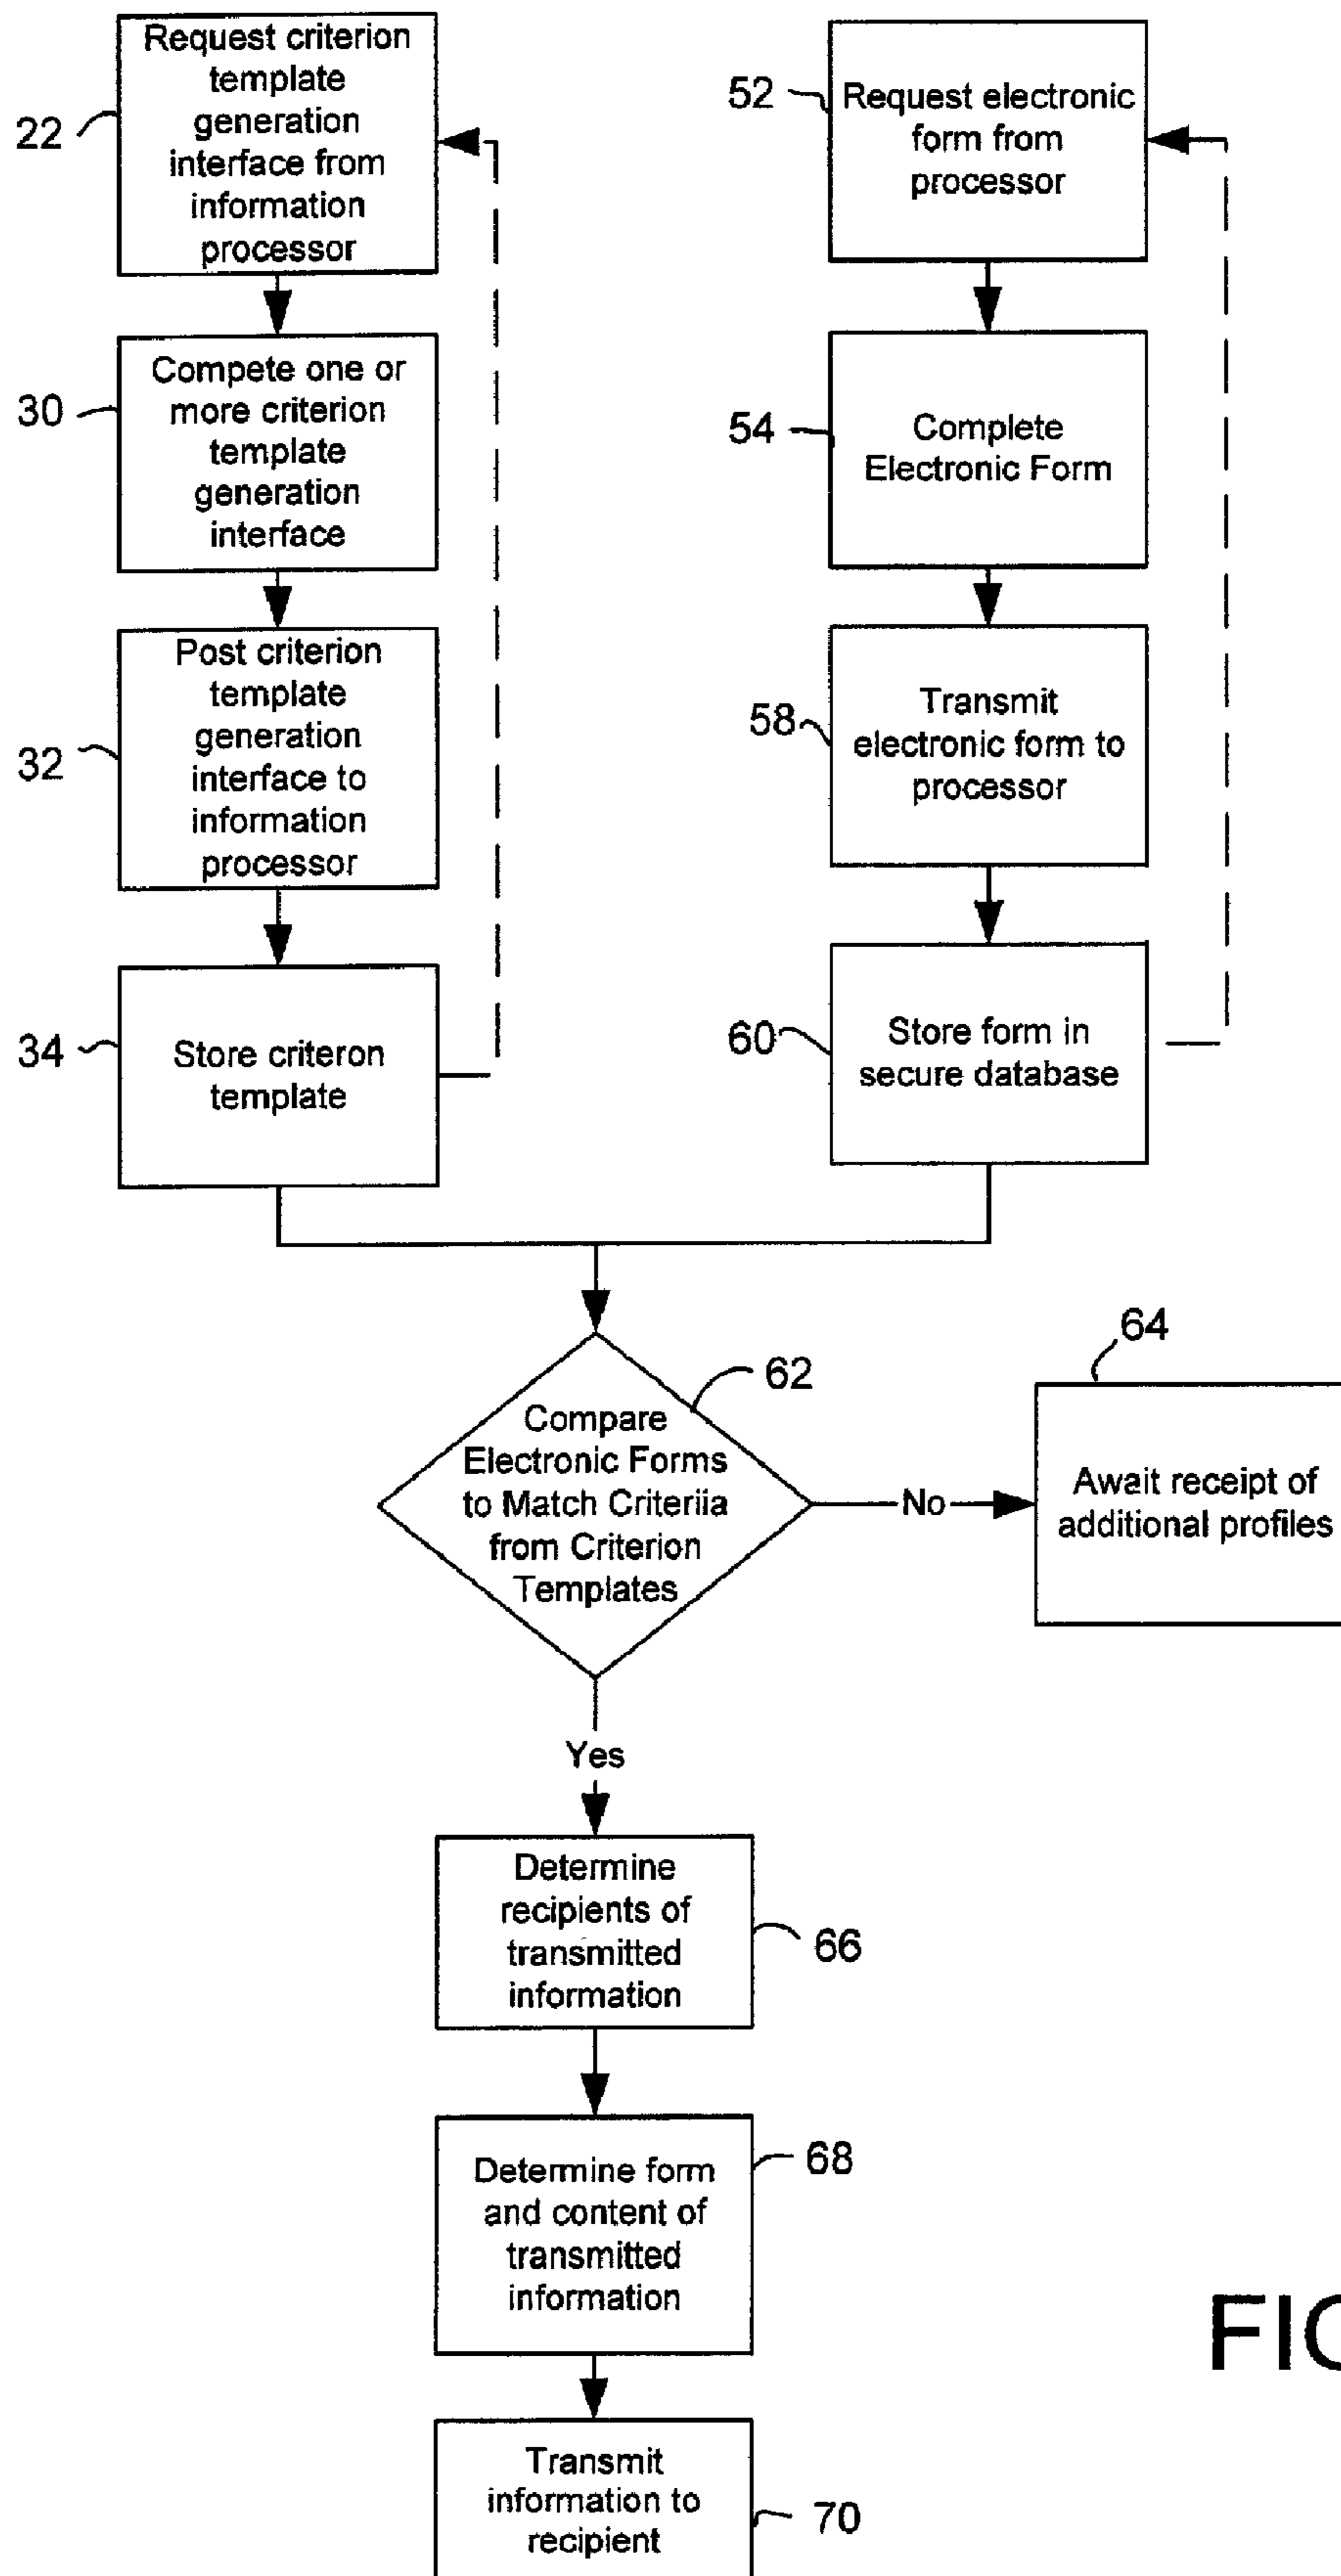 22
Request criterion
template
generation
interface from
information
processor
52
Request electronic
form from
processor
30
Compete one or
more criterion
template
generation
interface
54
Complete
Electronic Form
32
Post criterion
template
generation
interface to
information
processor
58
Transmit
electronic form to
processor
34
Store criteron
template
60
Store form in
secure database
62
Compare
Electronic Forms
to Match Criteriia
from Criterion
Templates
No
64
Await receipt of
additional profiles
Yes
Determine
recipients of
transmitted
information
66
Determine form
and content of
transmitted
information
68
Transmit
information to
recipient
70